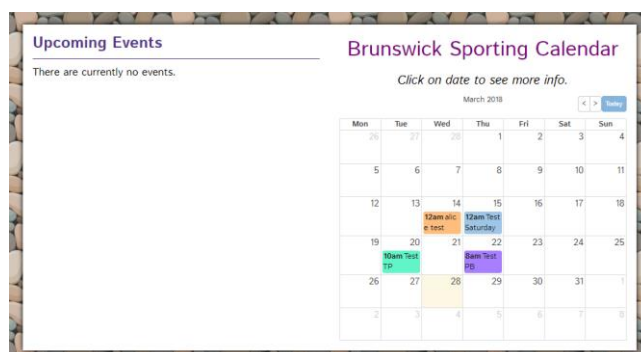 Upcoming Events
There are currently no events.
Brunswick Sporting Calendar
Click on date to see more info.
March 2018
< > Today
Mon Tue Wed Thu Fri Sat Sun
26 27 28 1 2 3 4
5 6 7 8 9 10 11
12 13 14 15 16 17 18
12am alic 12am Test
e test Saturday
19 20 21 22 23 24 25
10am Test 8am Test
TP PB
26 27 28 29 30 31 1
2 3 4 5 6 7 8